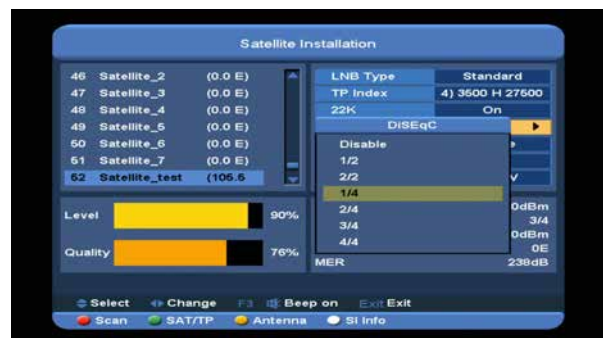 Satellite Installation
46 Satellite_2 (0.0 E)
47 Satellite_3 (0.0 E)
48 Satellite_4 (0.0 E)
49 Satellite_5 (0.0 E)
50 Satellite_6 (0.0 E)
51 Satellite_7 (0.0 E)
52 Satellite_test (105.5
LNB Type Standard
TP Index 4) 3500 H 27500
22K On
DiSEqC
Disable
1/2
2/2
1/4
2/4
3/4
4/4
V
0dBm
3/4
0dBm
0E
MER 239dB
Level 90%
Quality 76%
Select Change F3 Beep on Exit Exit
Scan SAT/TP Antenna SI Info